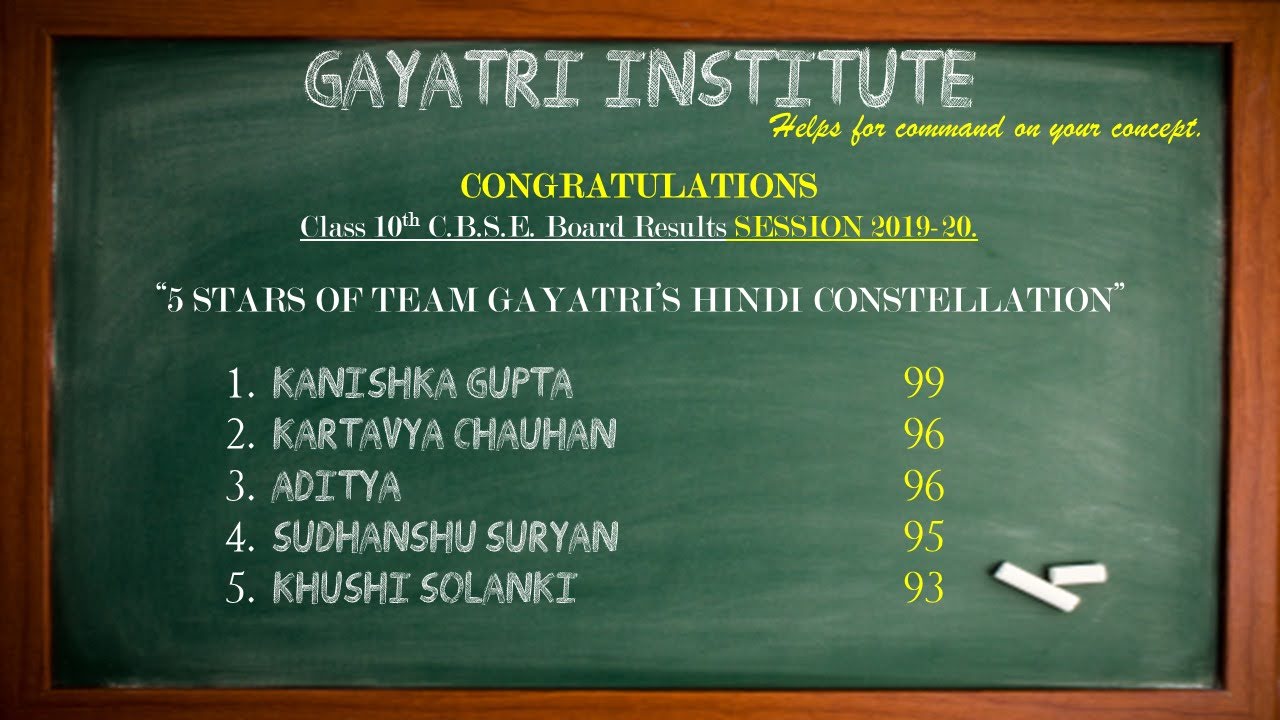 GAYATRI INSTITUTE
Helps for command on your concept.
CONGRATULATIONS
Class 10th C.B.S.E. Board Results SESSION 2019-20.
“5 STARS OF TEAM GAYATRI’S HINDI CONSTELLATION”
1. KANISHKA GUPTA 99
2. KARTAVYA CHAUHAN 96
3. ADITYA 96
4. SUDHANSHU SURYAN 95
5. KHUSHI SOLANKI 93